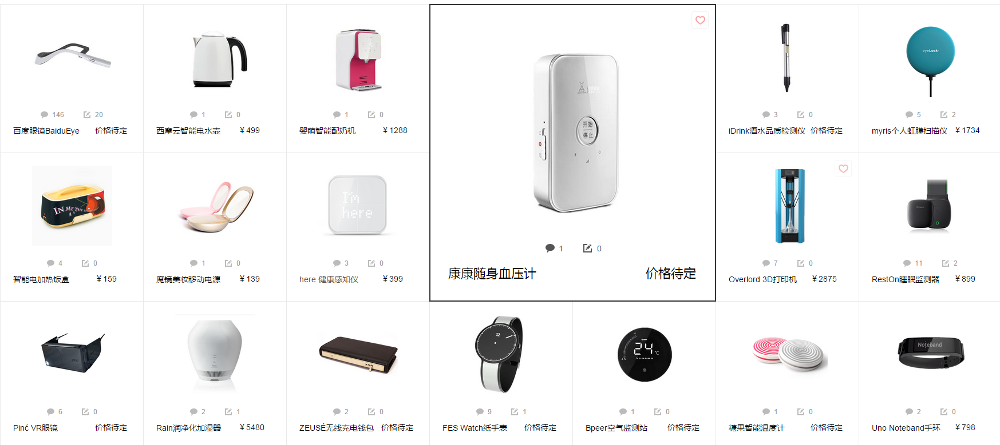 146 20
百度眼镜BaiduEye 价格待定
1 0
西摩云智能电水壶 ¥ 499
1 0
婴萌智能配奶机 ¥ 1288
开始
停止
1 0
康康随身血压计 价格待定
3 0
iDrink酒水品质检测仪 价格待定
eyeLock
5 2
myris个人虹膜扫描仪 ¥ 1734
IN ME THE
4 0
智能电加热饭盒 ¥ 159
1 0
魔镜美妆移动电源 ¥ 139
I'm
here
3 0
here 健康感知仪 ¥ 399
7 0
Overlord 3D打印机 ¥ 2875
11 2
RestOn睡眠监测器 ¥ 899
6 0
Pinć VR眼镜 价格待定
2 1
Rain润净化加湿器 ¥ 5480
2 0
ZEUSÉ无线充电钱包 价格待定
12
9 1
FES Watch纸手表 价格待定
Bpeer
24
℃
1 0
Bpeer空气监测站 价格待定
1 0
糖果智能温度计 价格待定
Noteband
2 0
Uno Noteband手环 ¥ 798